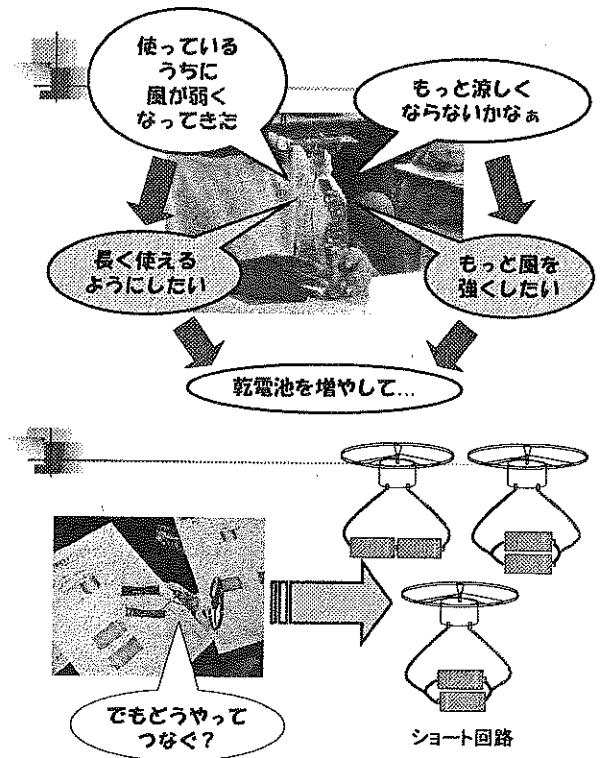 使っている
うちに
風が弱く
なってきた
もっと涼しく
ならないかなぁ
長く使える
ようにしたい
もっと風を
強くしたい
乾電池を増やして...
でもどうやって
つなぐ？
ショート回路